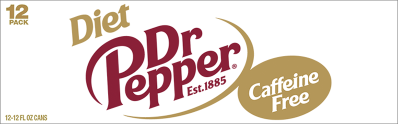 12
PACK
Diet
Dr
Pepper®
Est.1885
Caffeine
Free
12-12 FL OZ CANS